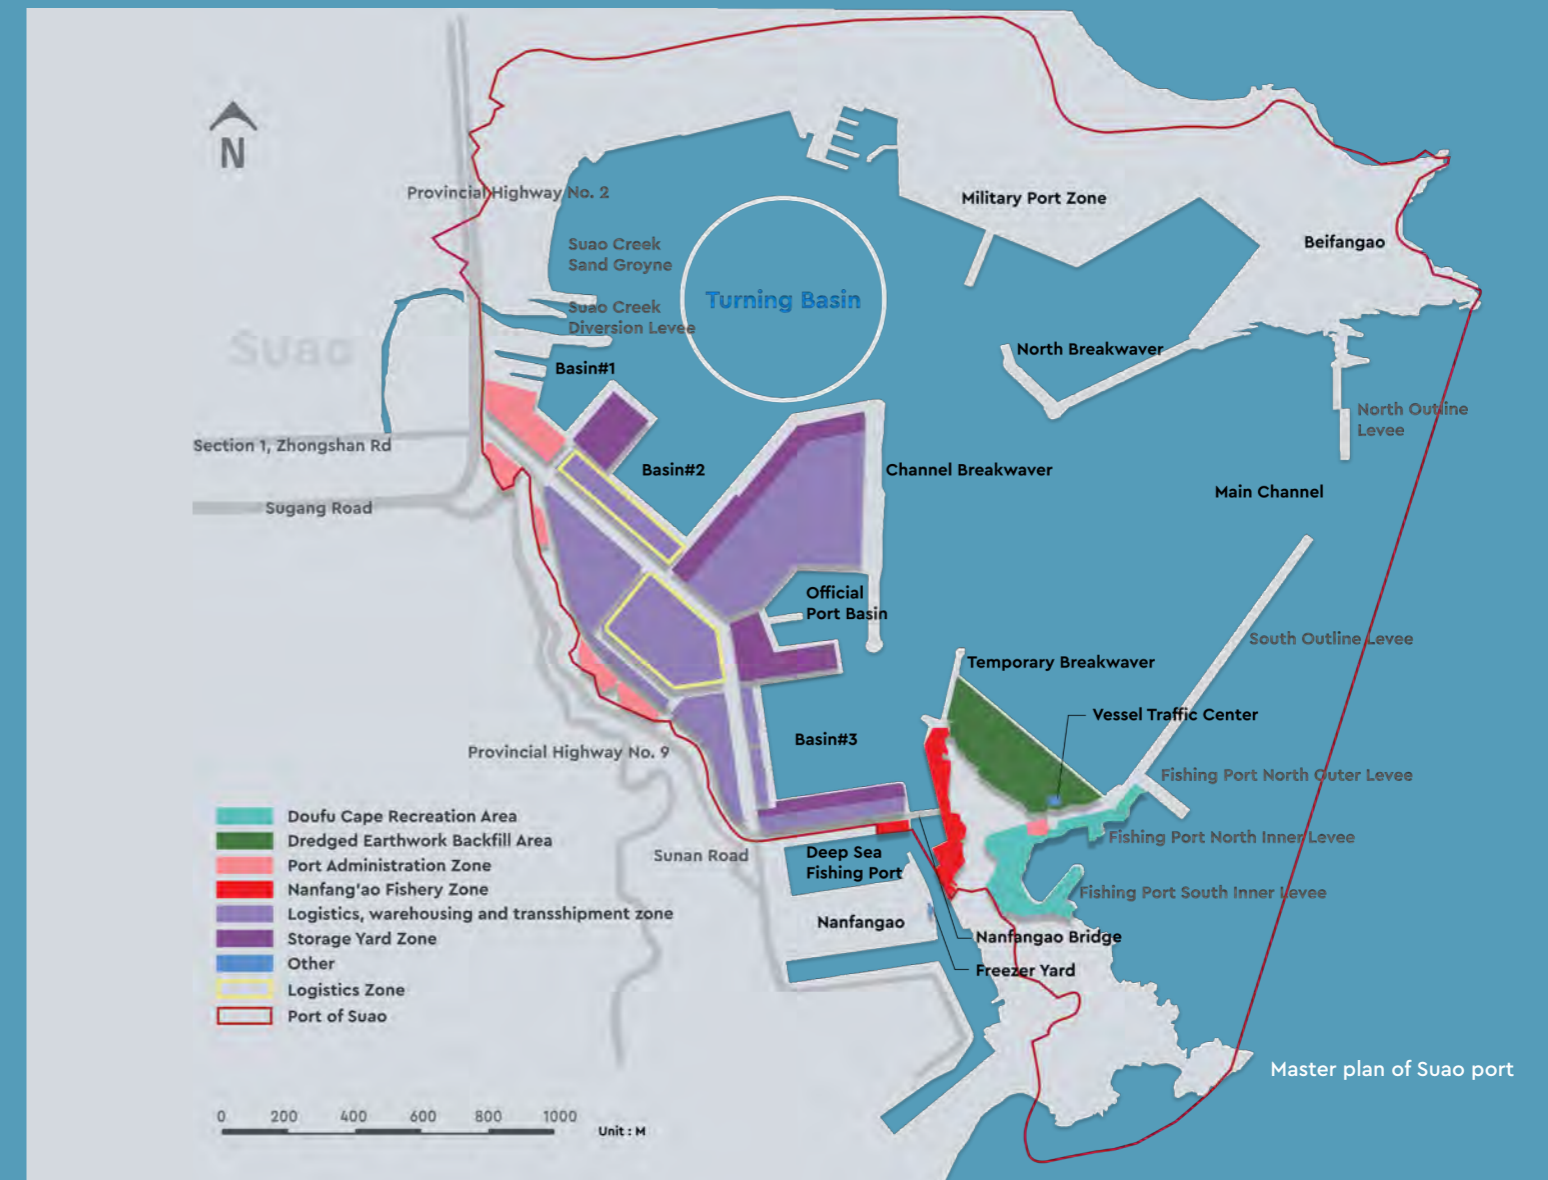 N
Provincial Highway No. 2
Military Port Zone
Beifangao
Suao Creek
Sand Groyne
Turning Basin
Suao Creek
Diversion Levee
Suao
North Breakwaver
Basin#1
North Outline
Levee
Section 1, Zhongshan Rd
Basin#2
Channel Breakwaver
Main Channel
Sugang Road
Official
Port Basin
South Outline Levee
Temporary Breakwaver
Vessel Traffic Center
Basin#3
Provincial Highway No. 9
Fishing Port North Outer Levee
Fishing Port North Inner Levee
Sunan Road
Deep Sea
Fishing Port
Fishing Port South Inner Levee
Nanfangao
Nanfangao Bridge
Freezer Yard
Doufu Cape Recreation Area
Dredged Earthwork Backfill Area
Port Administration Zone
Nanfang'ao Fishery Zone
Logistics, warehousing and transshipment zone
Storage Yard Zone
Other
Logistics Zone
Port of Suao
Master plan of Suao port
0 200 400 600 800 1000
Unit : M